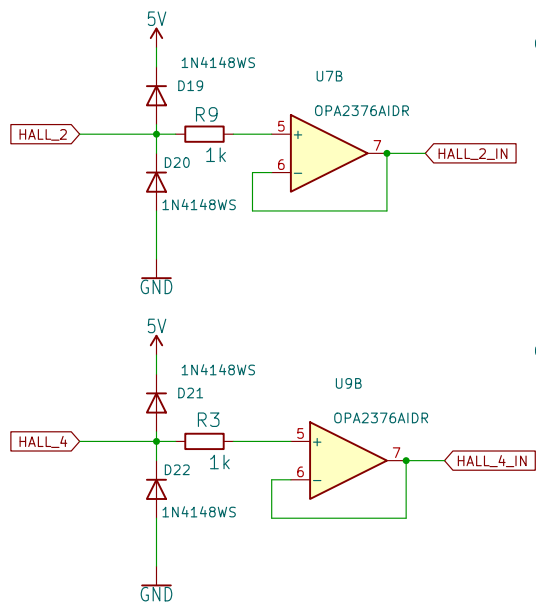 5V
1N4148WS
D19
U7B
OPA2376AIDR
HALL_2
R9
1k
5
+
6
−
7
HALL_2_IN
D20
1N4148WS
GND
5V
1N4148WS
D21
U9B
OPA2376AIDR
HALL_4
R3
1k
5
+
6
−
7
HALL_4_IN
D22
1N4148WS
GND